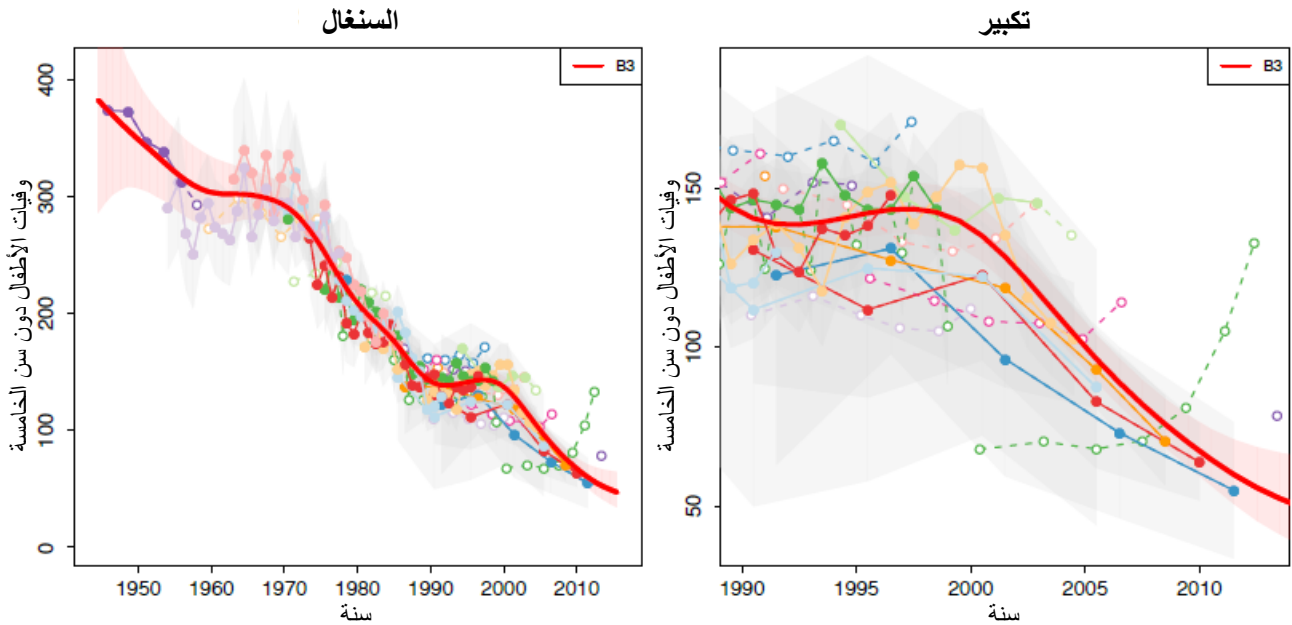 السنغال
B3
وفيات الأطفال دون سن الخامسة
400
300
200
100
0
1950 1960 1970 1980 1990 2000 2010
سنة
تكبير
B3
وفيات الأطفال دون سن الخامسة
150
100
50
1990 1995 2000 2005 2010
سنة